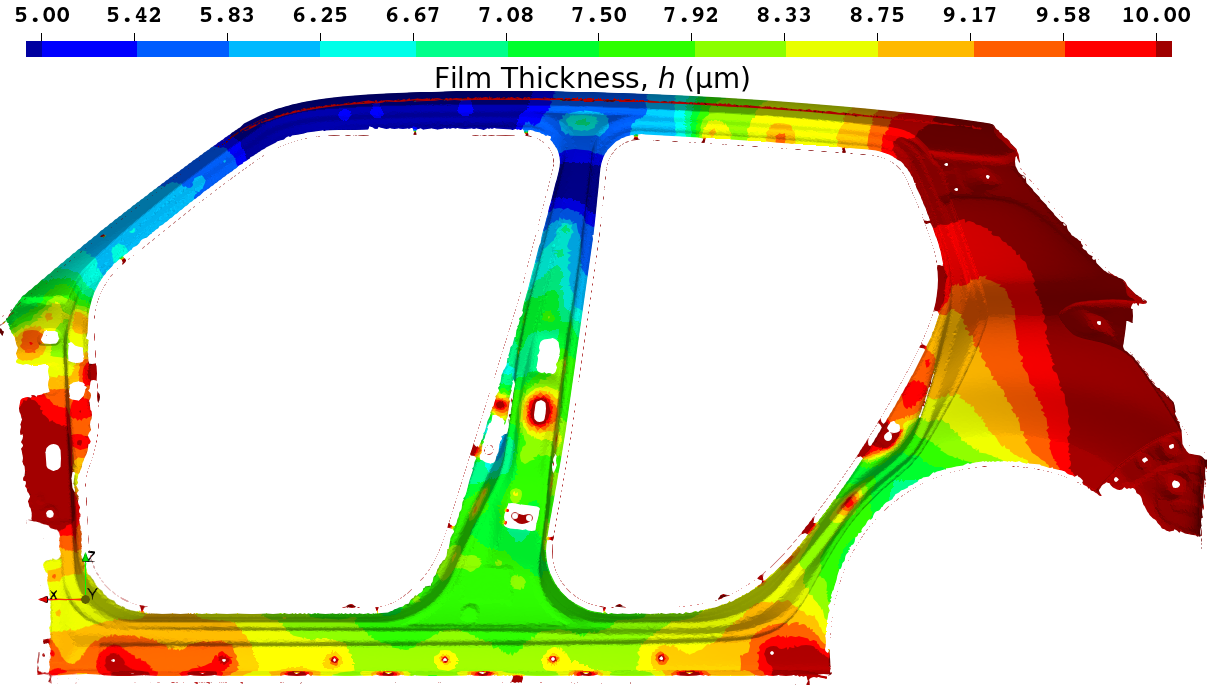 5.00 5.42 5.83 6.25 6.67 7.08 7.50 7.92 8.33 8.75 9.17 9.58 10.00
Film Thickness, h (μm)
Z
X Y